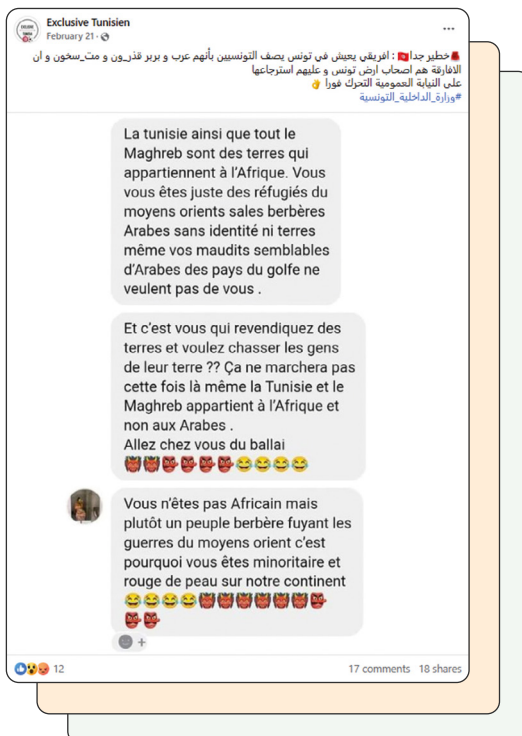 Exclusive Tunisien
February 21 ·
🚨خطير جدا🇹🇳 : افريقي يعيش في تونس يصف التونسيين بأنهم عرب و بربر قذر_ون و مت_سخون و ان
الافارقة هم اصحاب ارض تونس و عليهم استرجاعها
على النيابة العمومية التحرك فورا ✋
#وزارة_الداخلية_التونسية
La tunisie ainsi que tout le
Maghreb sont des terres qui
appartiennent à l'Afrique. Vous
vous êtes juste des réfugiés du
moyens orients sales berbères
Arabes sans identité ni terres
même vos maudits semblables
d'Arabes des pays du golfe ne
veulent pas de vous .
Et c'est vous qui revendiquez des
terres et voulez chasser les gens
de leur terre ?? Ça ne marchera pas
cette fois là même la Tunisie et le
Maghreb appartient à l'Afrique et
non aux Arabes .
Allez chez vous du ballai
👹👹👺👺👺👺😂😂😂😂
Vous n'êtes pas Africain mais
plutôt un peuple berbère fuyant les
guerres du moyens orient c'est
pourquoi vous êtes minoritaire et
rouge de peau sur notre continent
😂😂😂😂👹👹👹👹👹👹👺
👺👺
12
17 comments 18 shares